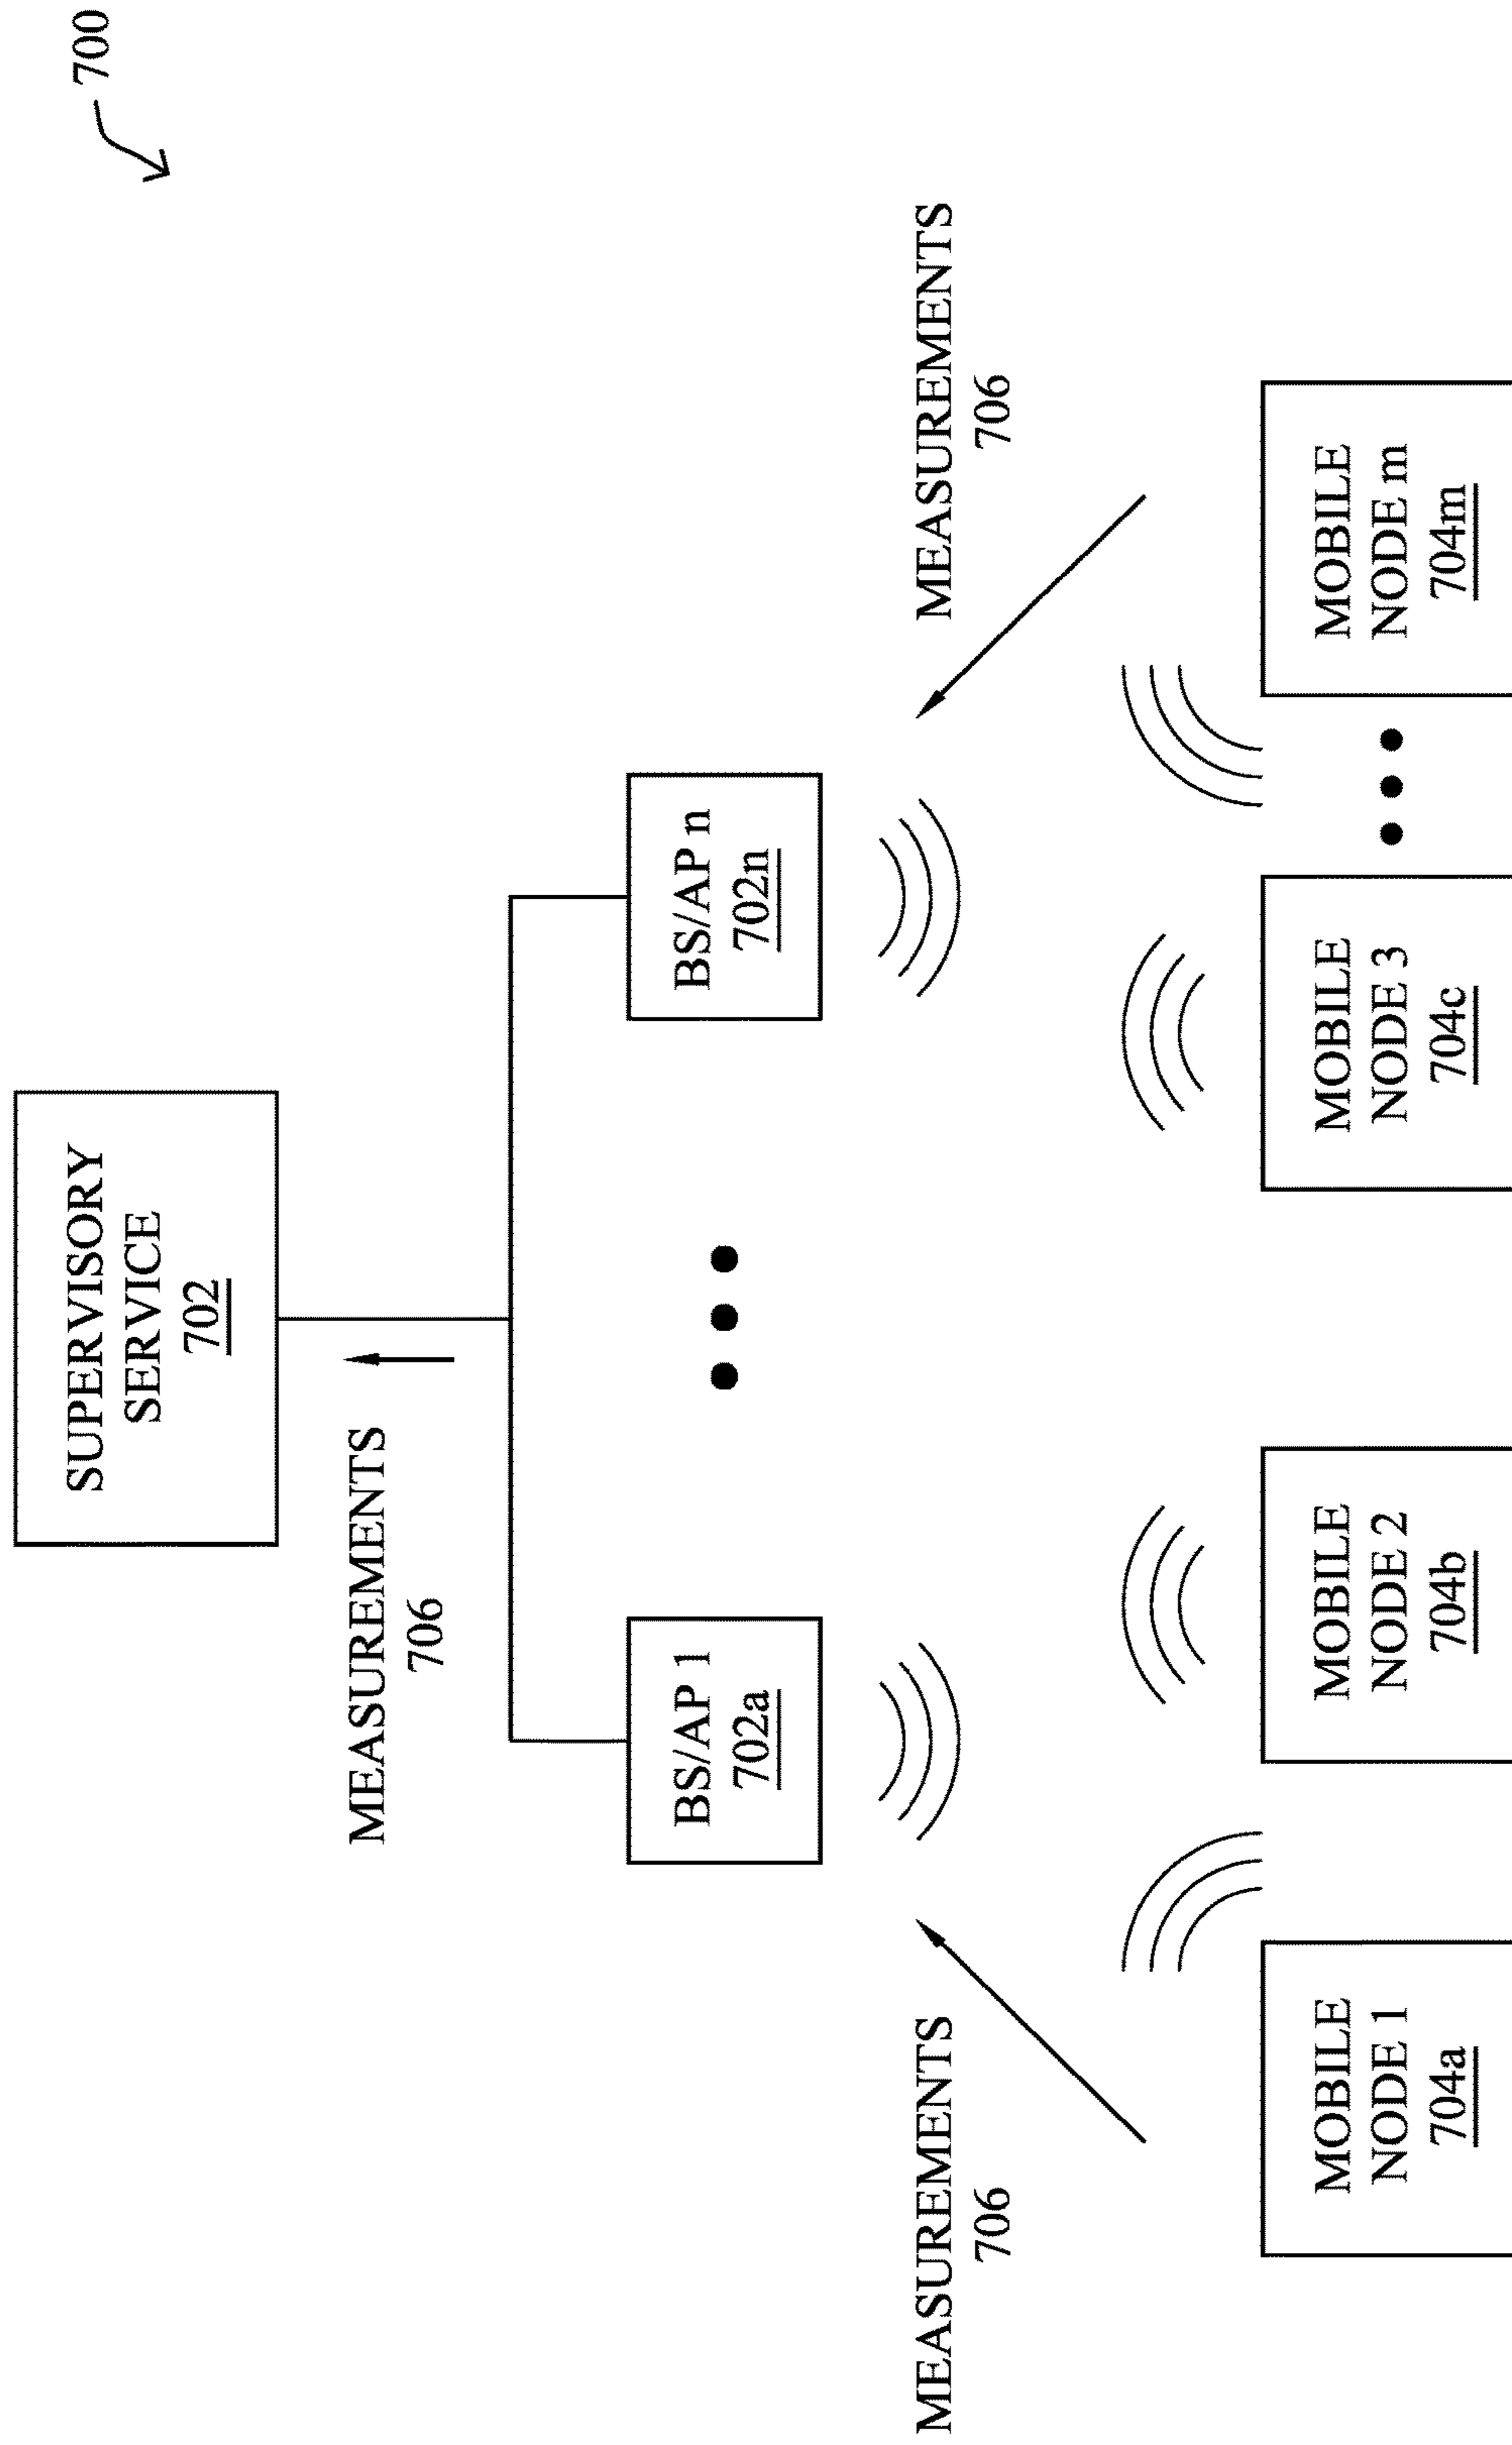 700
SUPERVISORY
SERVICE
702
MEASUREMENTS
706
BS/AP 1
702a
BS/AP n
702n
MEASUREMENTS
706
MEASUREMENTS
706
MOBILE
NODE 1
704a
MOBILE
NODE 2
704b
MOBILE
NODE 3
704c
MOBILE
NODE m
704m